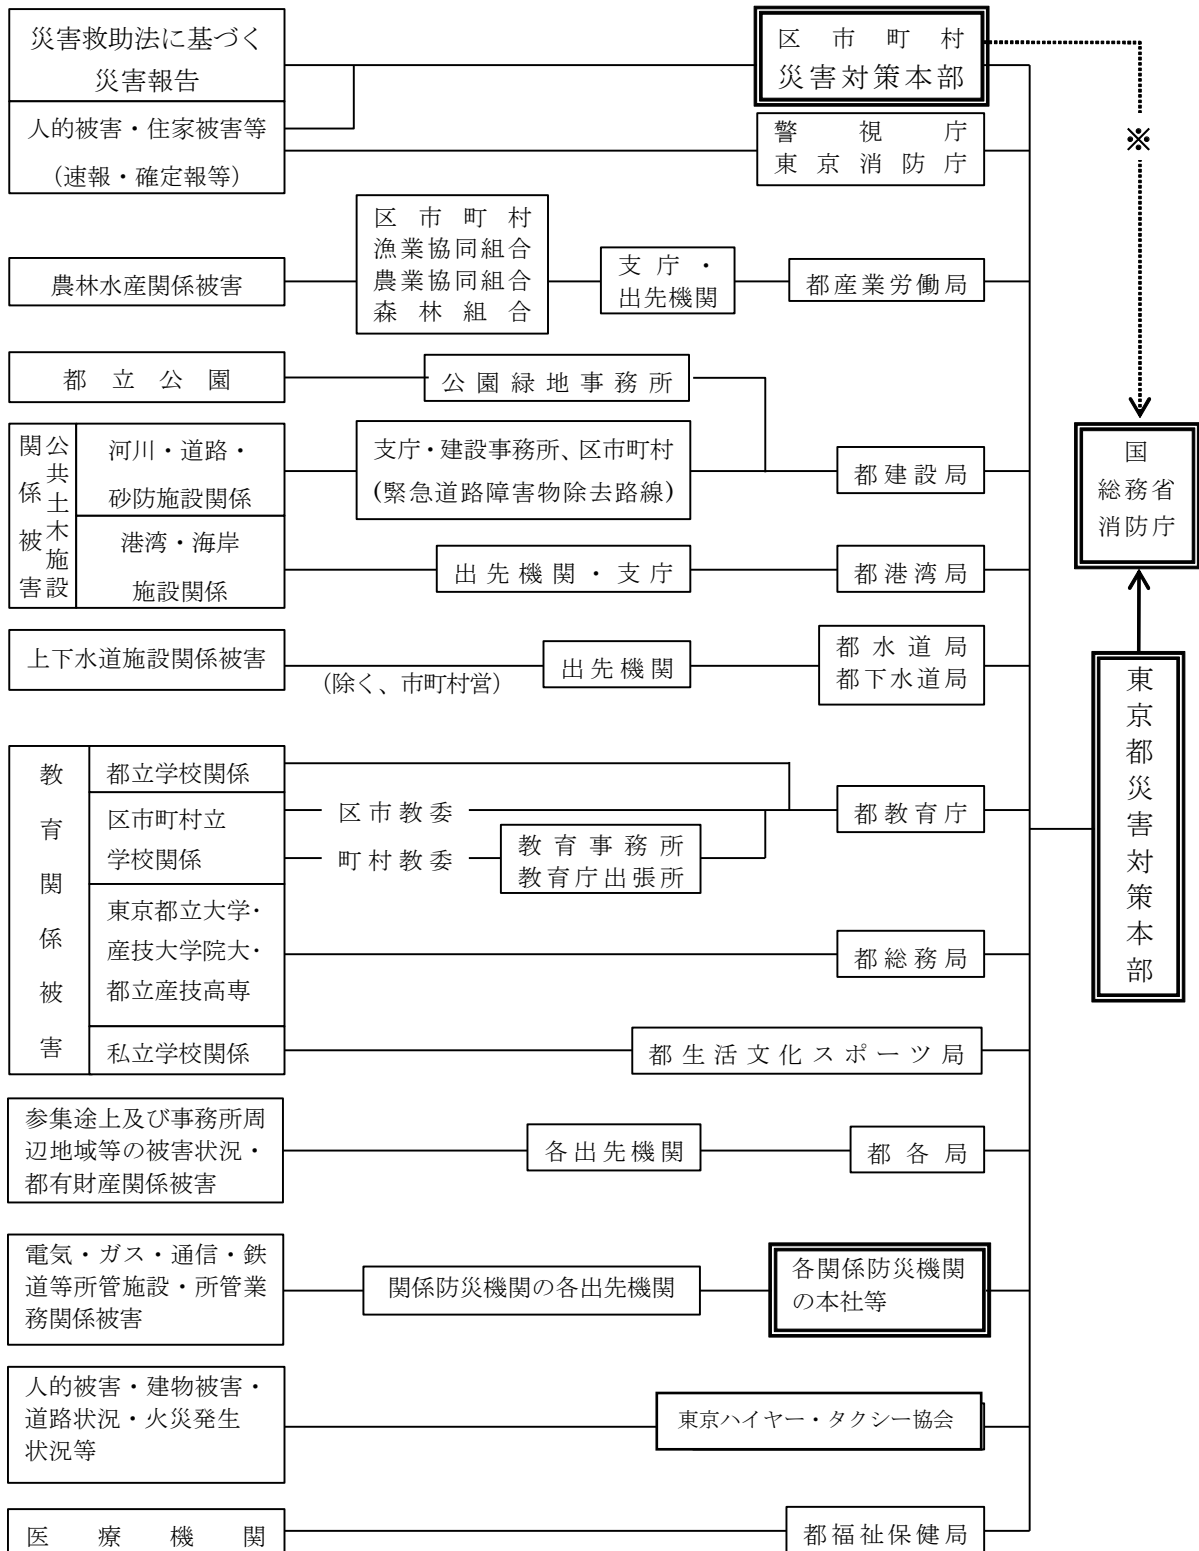 災害救助法に基づく
災害報告
区市町村
災害対策本部
人的被害・住家被害等
(速報・確定報等)
警視庁
東京消防庁
※
農林水産関係被害
区市町村
漁業協同組合
農業協同組合
森林組合
支庁・
出先機関
都産業労働局
都立公園
公園緑地事務所
公共土木施設
関係被害
河川・道路・
砂防施設関係
支庁・建設事務所、区市町村
(緊急道路障害物除去路線)
都建設局
国
総務省
消防庁
港湾・海岸
施設関係
出先機関・支庁
都港湾局
上下水道施設関係被害
(除く、市町村営)
出先機関
都水道局
都下水道局
東京都災害対策本部
教育関係被害
都立学校関係
区市町村立
学校関係
区市教委
町村教委
教育事務所
教育庁出張所
都教育庁
東京都立大学・
産技大学院大・
都立産技高専
都総務局
私立学校関係
都生活文化スポーツ局
参集途上及び事務所周
辺地域等の被害状況・
都有財産関係被害
各出先機関
都各局
電気・ガス・通信・鉄
道等所管施設・所管業
務関係被害
関係防災機関の各出先機関
各関係防災機関
の本社等
人的被害・建物被害・
道路状況・火災発生
状況等
東京ハイヤー・タクシー協会
医療機関
都福祉保健局